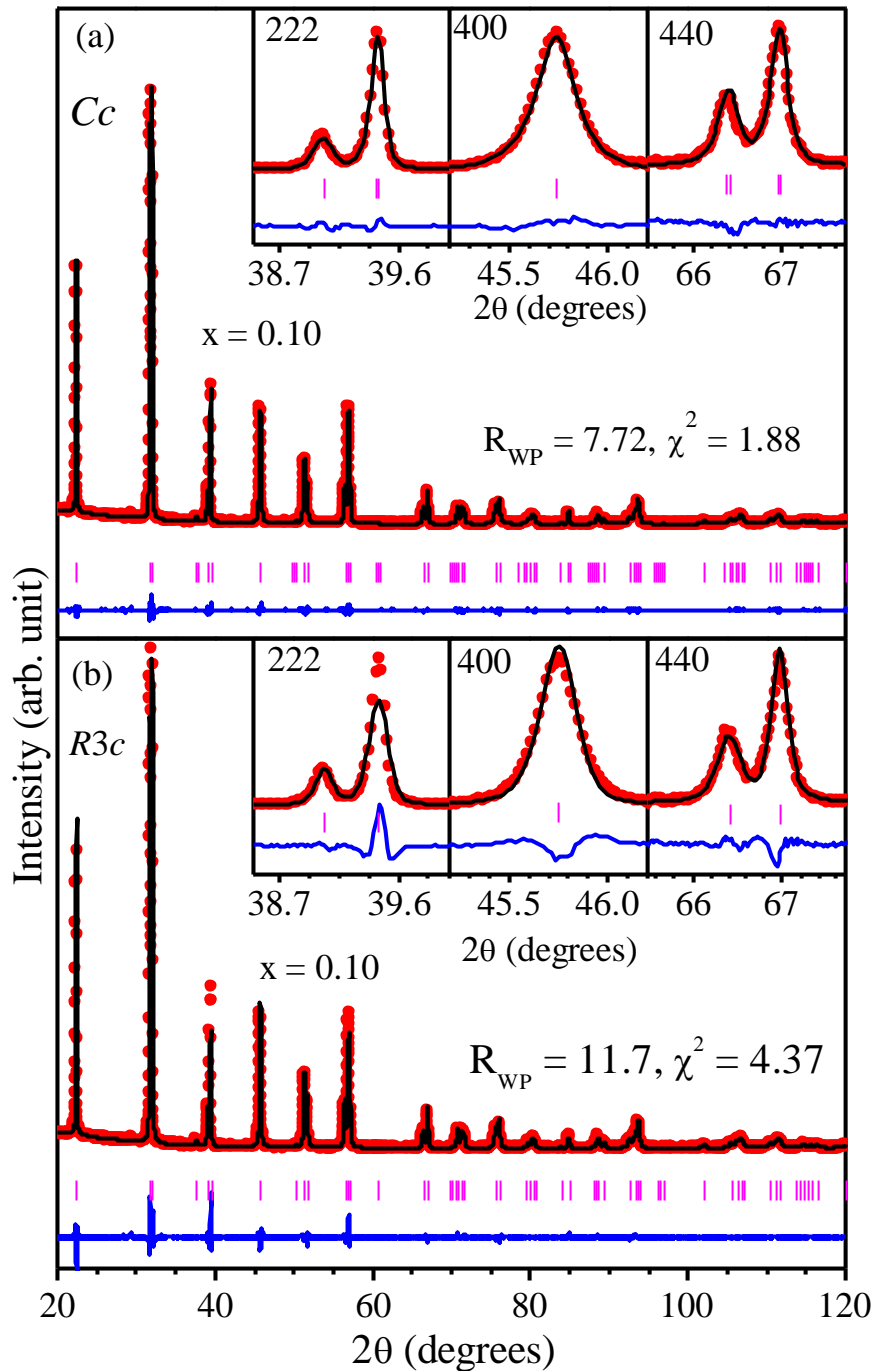 (a)
222
400
440
Cc
38.7 39.6 45.5 46.0 66 67
2θ (degrees)
x = 0.10
R_WP = 7.72, χ² = 1.88
Intensity (arb. unit)
(b)
222
400
440
R3c
38.7 39.6 45.5 46.0 66 67
2θ (degrees)
x = 0.10
R_WP = 11.7, χ² = 4.37
20 40 60 80 100 120
2θ (degrees)